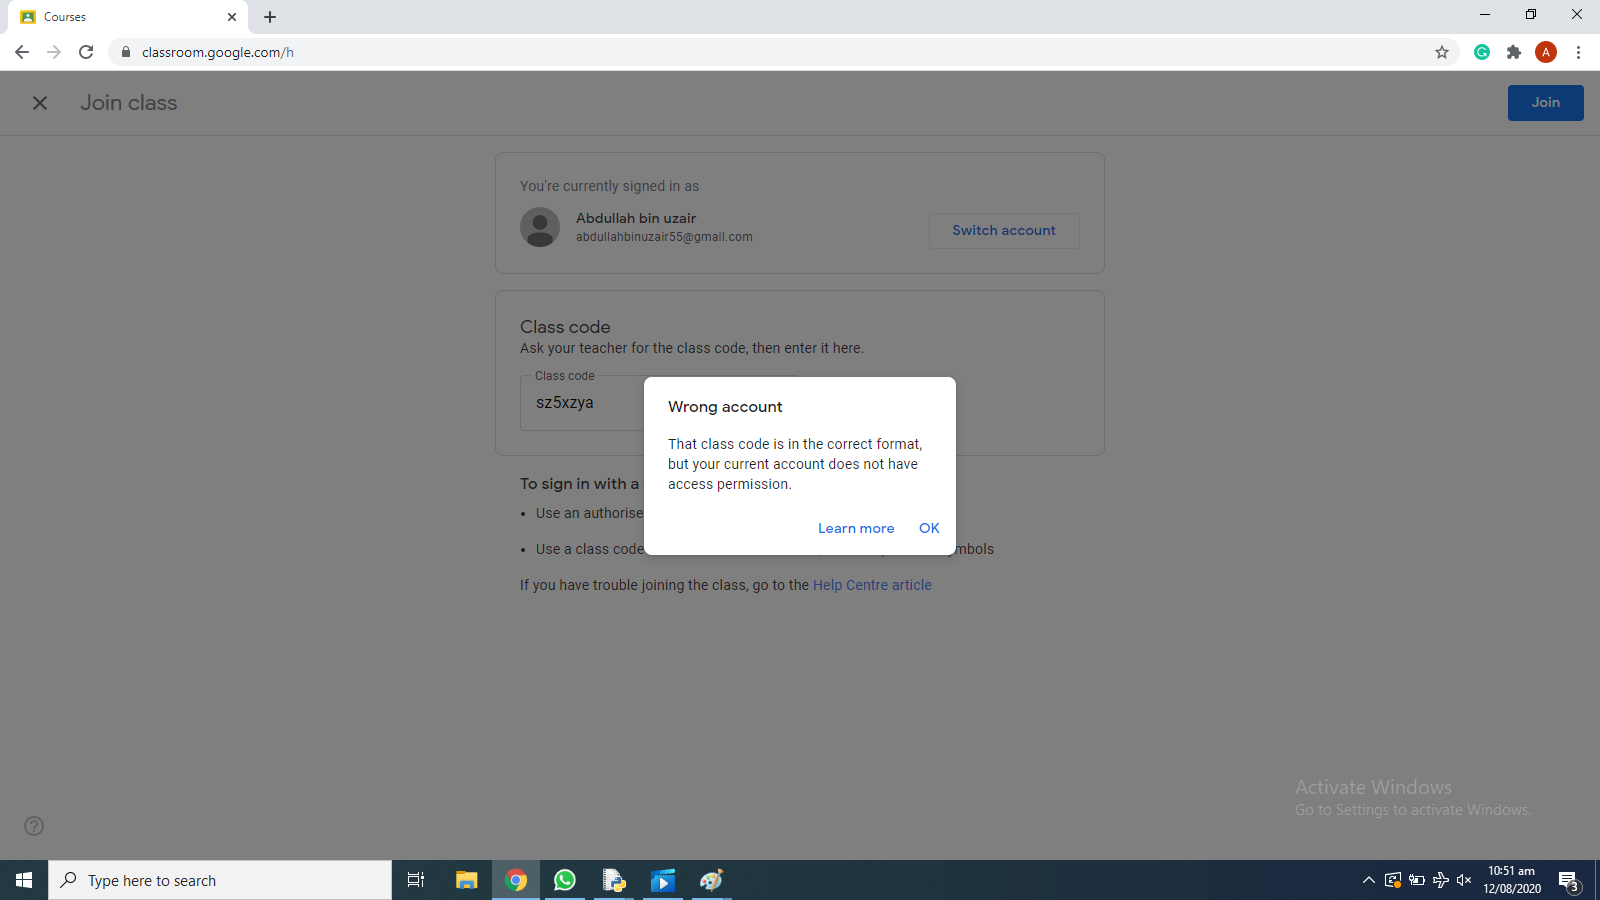 Courses
classroom.google.com/h
A
Join class
Join
You're currently signed in as
Abdullah bin uzair
abdullahbinuzair55@gmail.com
Switch account
Class code
Ask your teacher for the class code, then enter it here.
Class code
sz5xzya
Wrong account
That class code is in the correct format,
but your current account does not have
access permission.
Learn more OK
To sign in with a
Use an authorise
Use a class code
If you have trouble joining the class, go to the Help Centre article
Activate Windows
Go to Settings to activate Windows.
Type here to search
10:51 am
12/08/2020
3